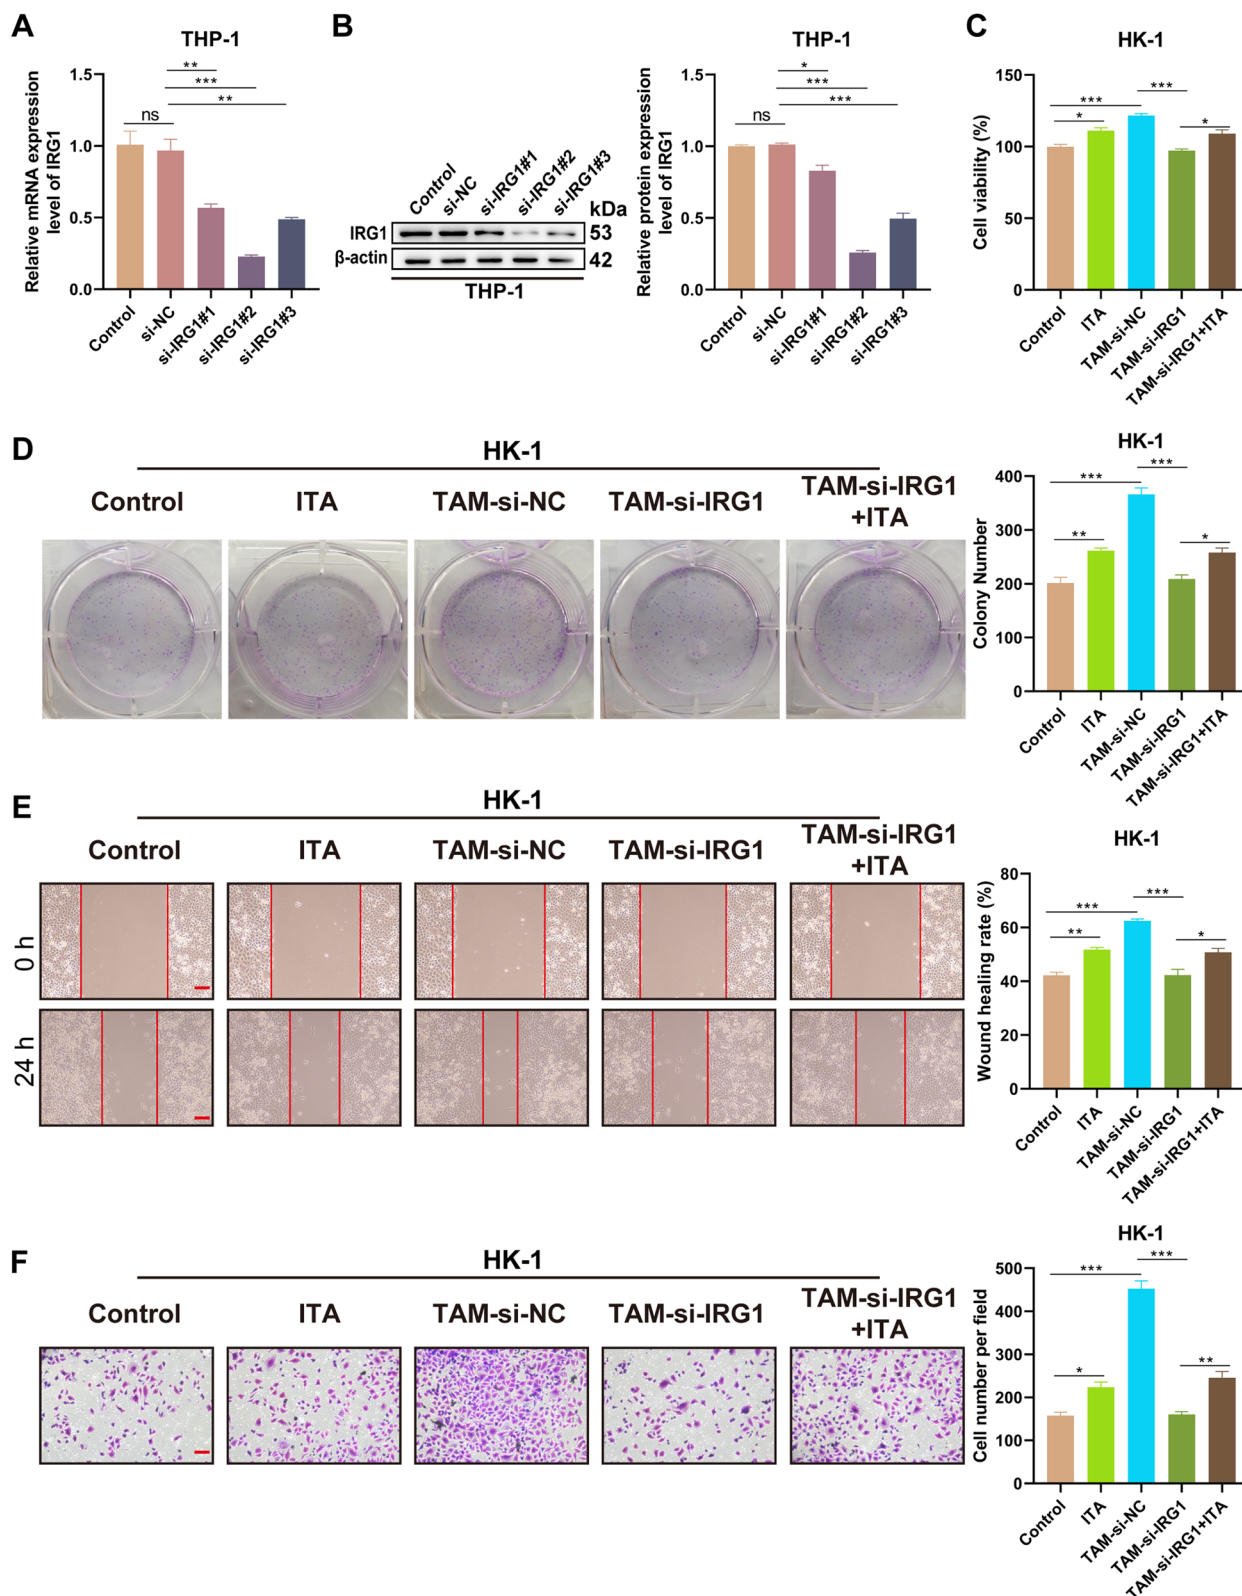 A
THP-1
Relative mRNA expression
level of IRG1
1.5
1.0
0.5
0.0
ns
**
***
**
Control
si-NC
si-IRG1#1
si-IRG1#2
si-IRG1#3
B
Control
si-NC
si-IRG1#1
si-IRG1#2
si-IRG1#3
kDa
IRG1
53
β-actin
42
THP-1
THP-1
Relative protein expression
level of IRG1
1.5
1.0
0.5
0.0
ns
*
***
***
Control
si-NC
si-IRG1#1
si-IRG1#2
si-IRG1#3
C
HK-1
Cell viability (%)
150
100
50
0
***
*
***
*
Control
ITA
TAM-si-NC
TAM-si-IRG1
TAM-si-IRG1+ITA
D
HK-1
Control
ITA
TAM-si-NC
TAM-si-IRG1
TAM-si-IRG1
+ITA
HK-1
Colony Number
400
300
200
100
0
***
**
***
*
Control
ITA
TAM-si-NC
TAM-si-IRG1
TAM-si-IRG1+ITA
E
HK-1
Control
ITA
TAM-si-NC
TAM-si-IRG1
TAM-si-IRG1
+ITA
0 h
24 h
HK-1
Wound healing rate (%)
80
60
40
20
0
***
**
***
*
Control
ITA
TAM-si-NC
TAM-si-IRG1
TAM-si-IRG1+ITA
F
HK-1
Control
ITA
TAM-si-NC
TAM-si-IRG1
TAM-si-IRG1
+ITA
HK-1
Cell number per field
500
400
300
200
100
0
***
*
***
**
Control
ITA
TAM-si-NC
TAM-si-IRG1
TAM-si-IRG1+ITA